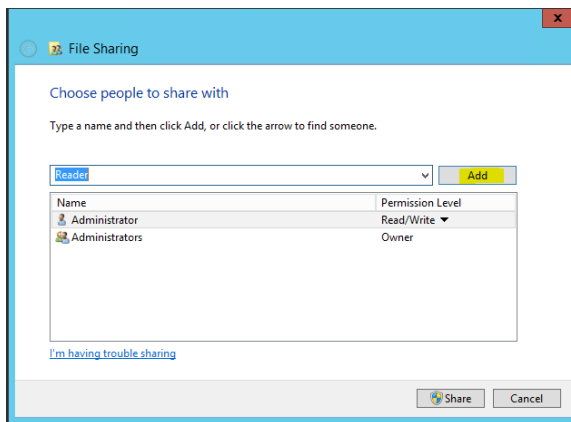 x
File Sharing
Choose people to share with
Type a name and then click Add, or click the arrow to find someone.
Reader Add
Name Permission Level
Administrator Read/Write
Administrators Owner
I'm having trouble sharing
Share Cancel